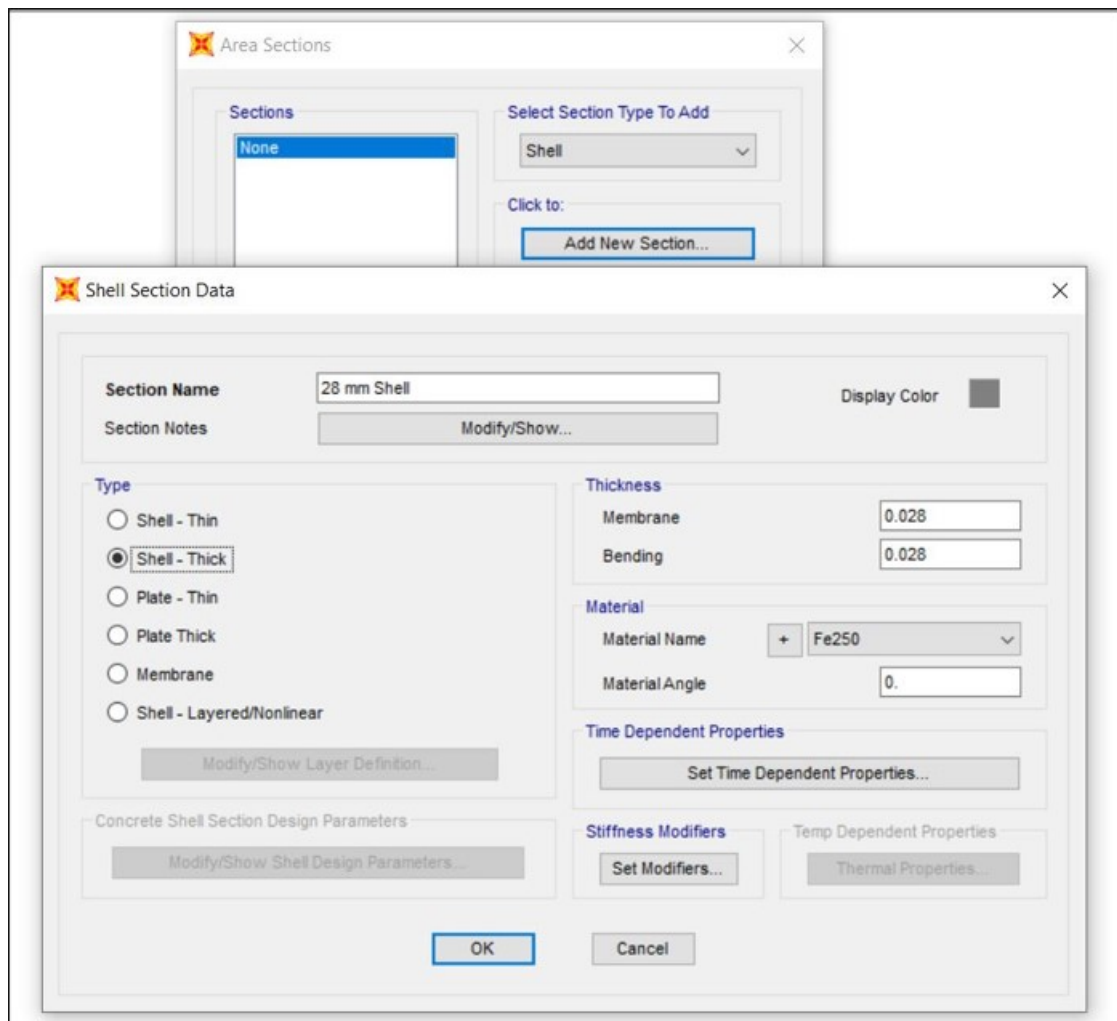 Area Sections
Sections
None
Select Section Type To Add
Shell
Click to:
Add New Section...
Shell Section Data
Section Name
28 mm Shell
Display Color
Section Notes
Modify/Show...
Type
Shell - Thin
Shell - Thick
Plate - Thin
Plate Thick
Membrane
Shell - Layered/Nonlinear
Modify/Show Layer Definition...
Concrete Shell Section Design Parameters
Modify/Show Shell Design Parameters...
Thickness
Membrane
0.028
Bending
0.028
Material
Material Name
+
Fe250
Material Angle
0.
Time Dependent Properties
Set Time Dependent Properties...
Stiffness Modifiers
Set Modifiers...
Temp Dependent Properties
Thermal Properties...
OK
Cancel